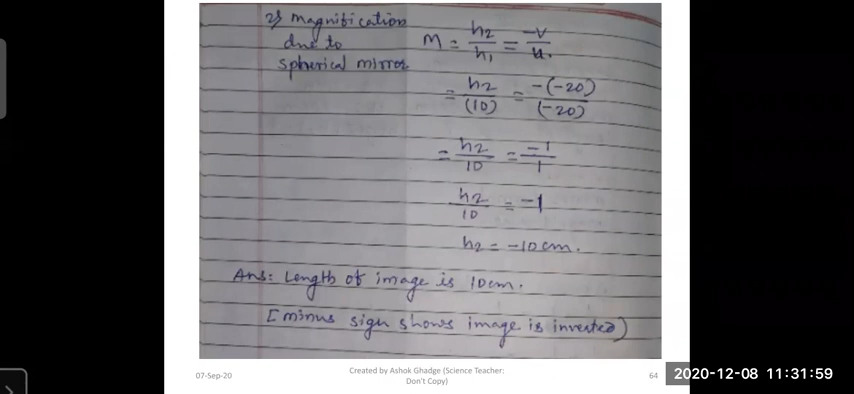 2) Magnification
due to
spherical mirror
M = h2/h1 = -v/u.
= h2/(10) = -(-20)/(-20)
= h2/10 = -1/1
h2/10 = -1
h2 = -10cm.
Ans: Length of image is 10cm.
[minus sign shows image is inverted)
07-Sep-20
Created by Ashok Ghadge (Science Teacher:
Don't Copy)
64
2020-12-08 11:31:59